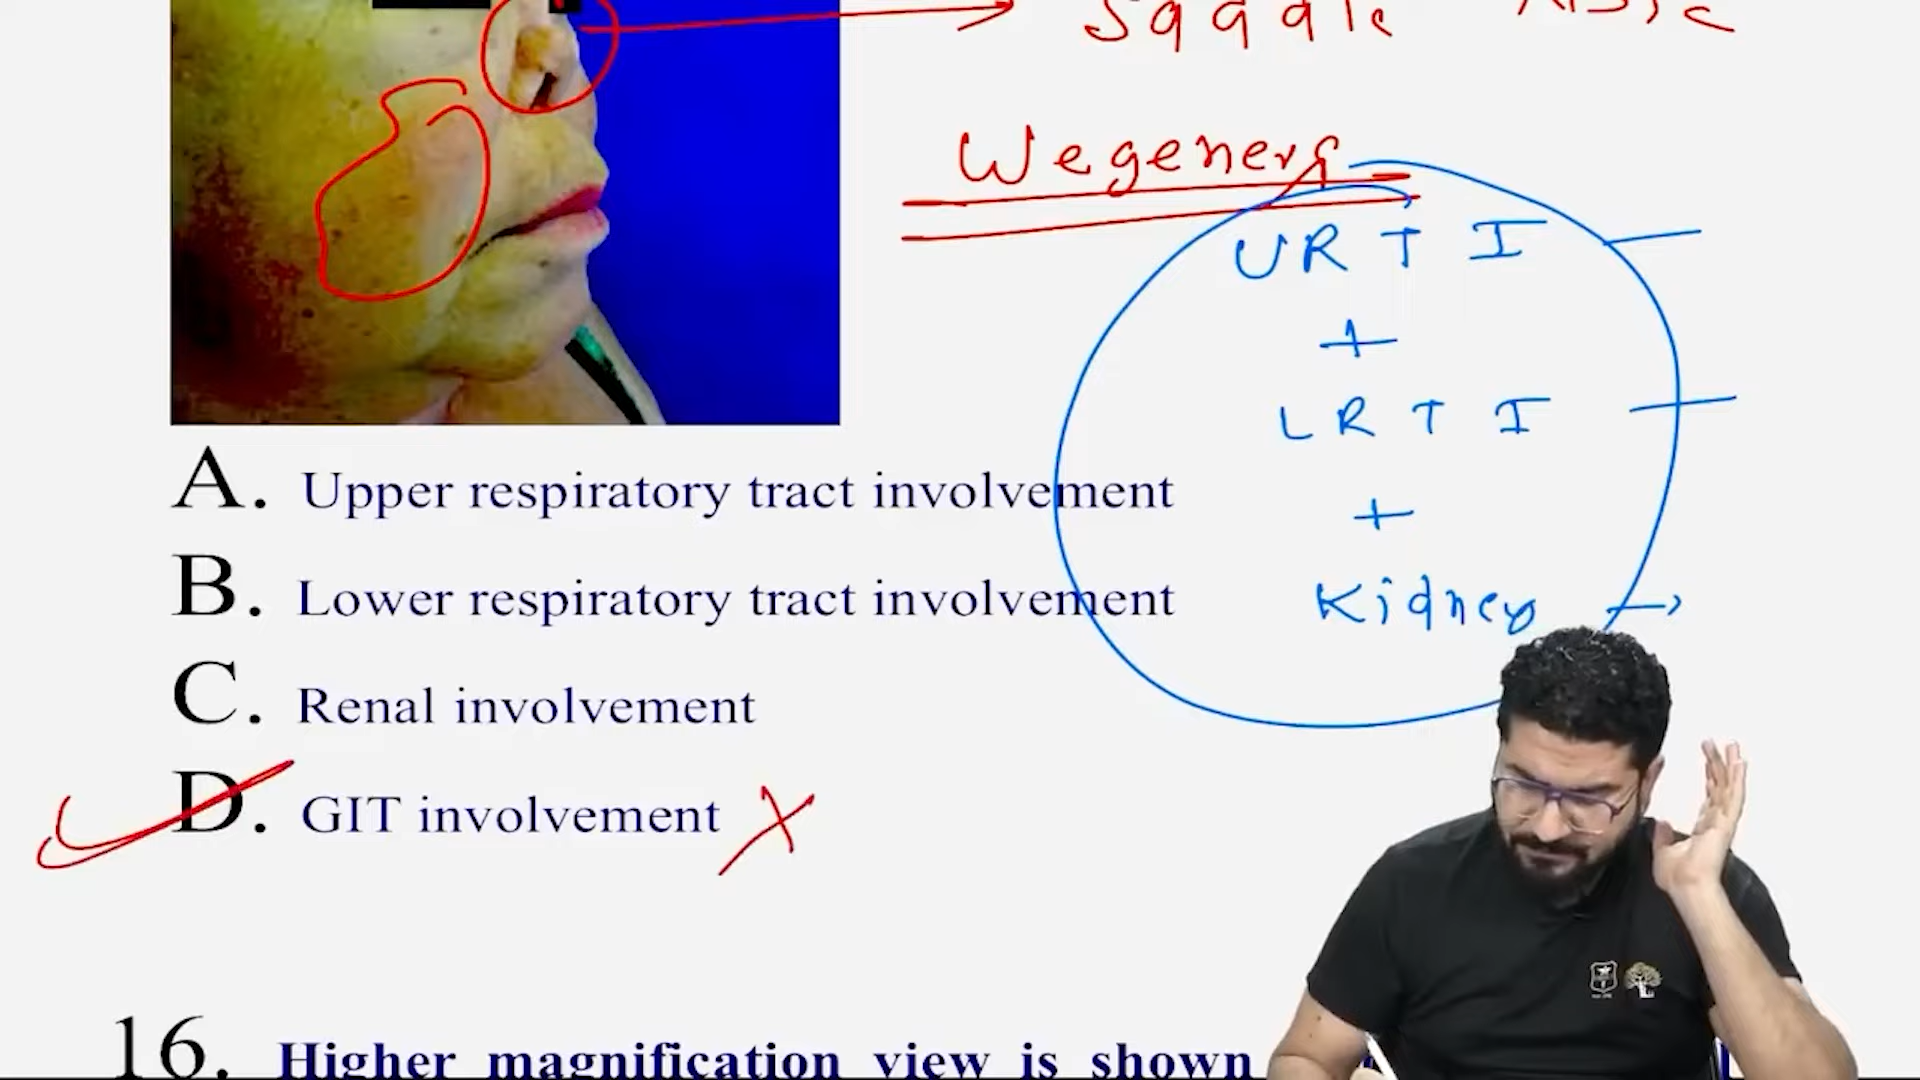 Saddle Nose
Wegeners
URTI
+
LRTI
+
Kidney
A. Upper respiratory tract involvement
B. Lower respiratory tract involvement
C. Renal involvement
D. GIT involvement X
16. Higher magnification view is shown